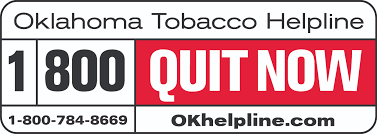 Oklahoma Tobacco Helpline
1 800 QUIT NOW
1-800-784-8669 OKhelpline.com